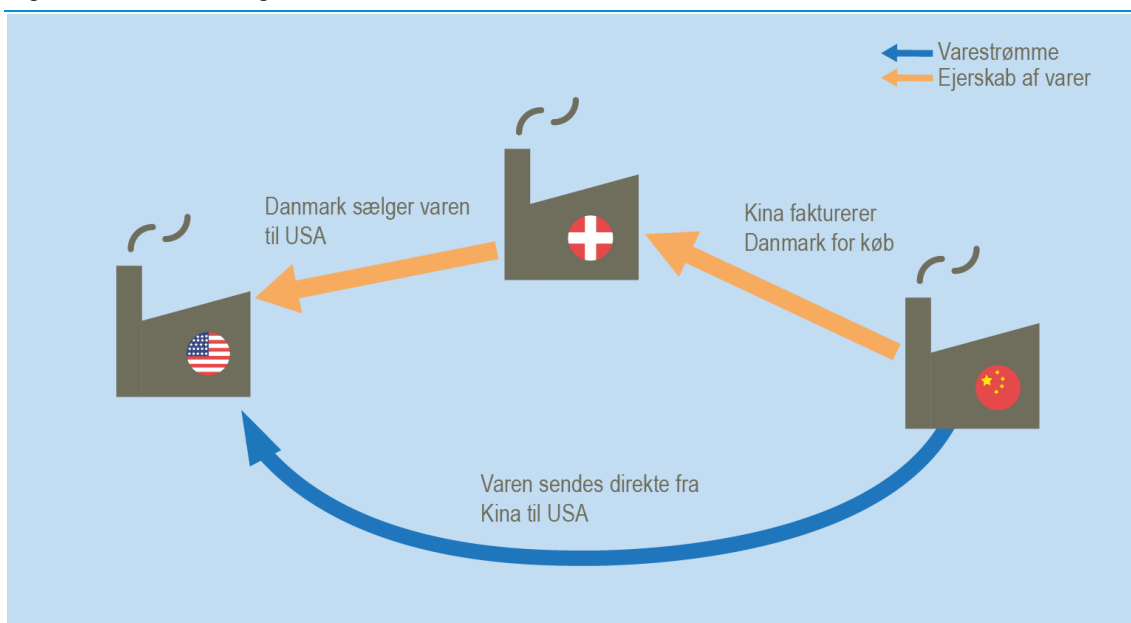 Varestrømme
Ejerskab af varer
Danmark sælger varen
til USA
Kina fakturerer
Danmark for køb
Varen sendes direkte fra
Kina til USA